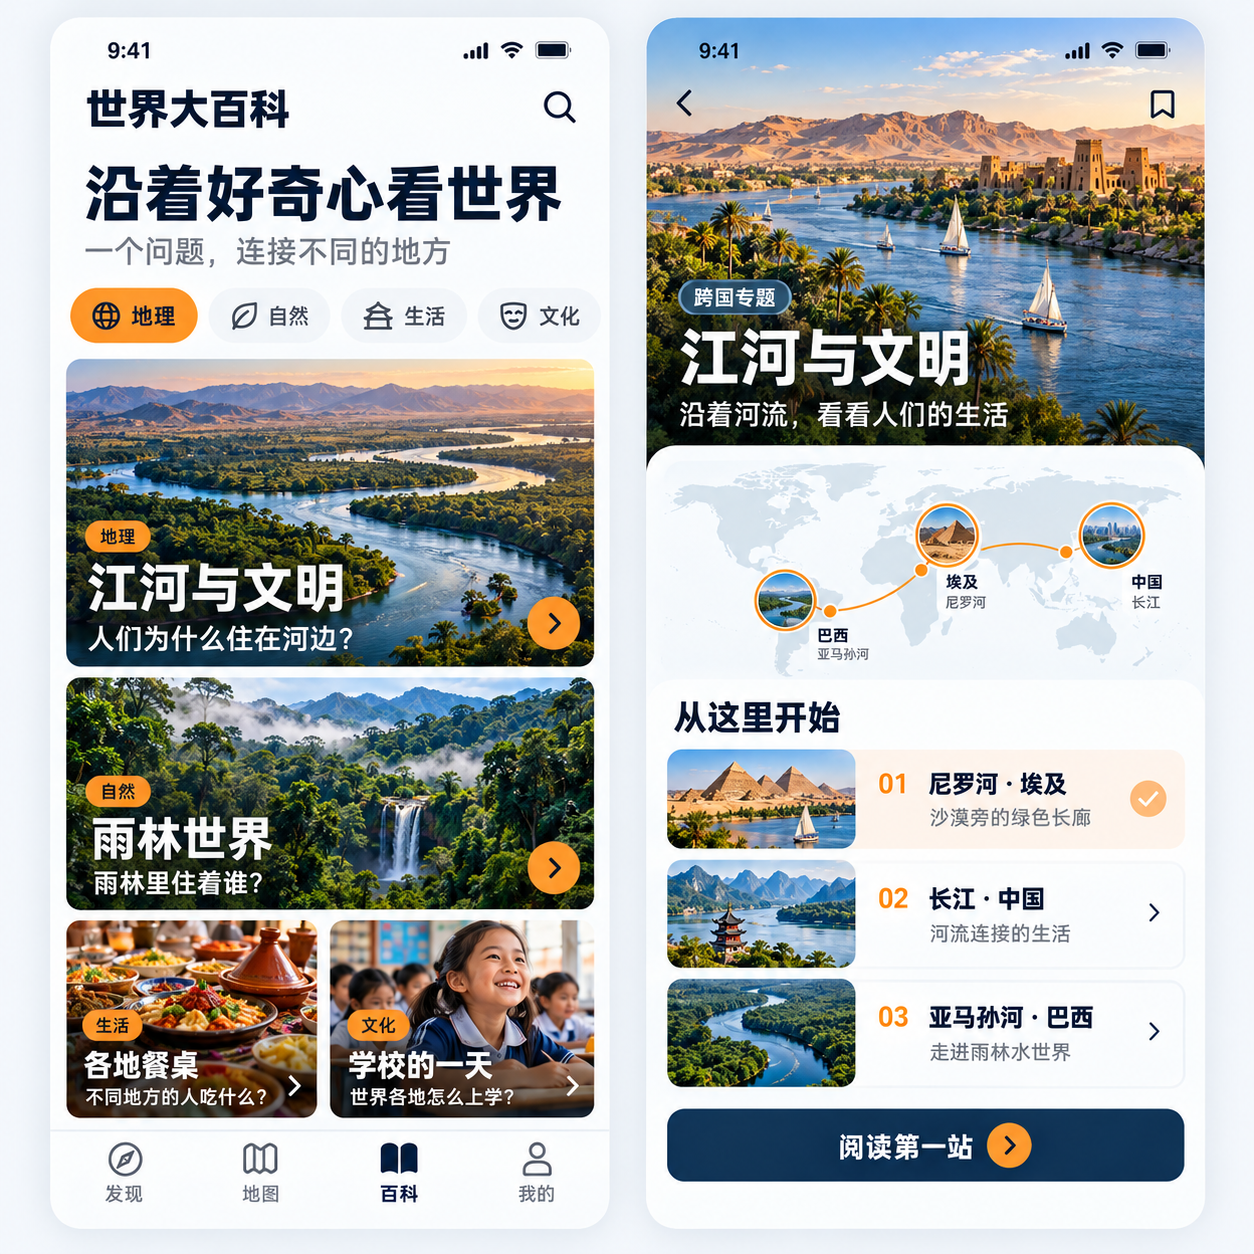 9:41
世界大百科
沿着好奇心看世界
一个问题，连接不同的地方
地理
自然
生活
文化
地理
江河与文明
人们为什么住在河边？
自然
雨林世界
雨林里住着谁？
生活
各地餐桌
不同地方的人吃什么？
文化
学校的一天
世界各地怎么上学？
发现
地图
百科
我的
9:41
跨国专题
江河与文明
沿着河流，看看人们的生活
埃及
尼罗河
中国
长江
巴西
亚马孙河
从这里开始
01 尼罗河·埃及
沙漠旁的绿色长廊
02 长江·中国
河流连接的生活
03 亚马孙河·巴西
走进雨林水世界
阅读第一站